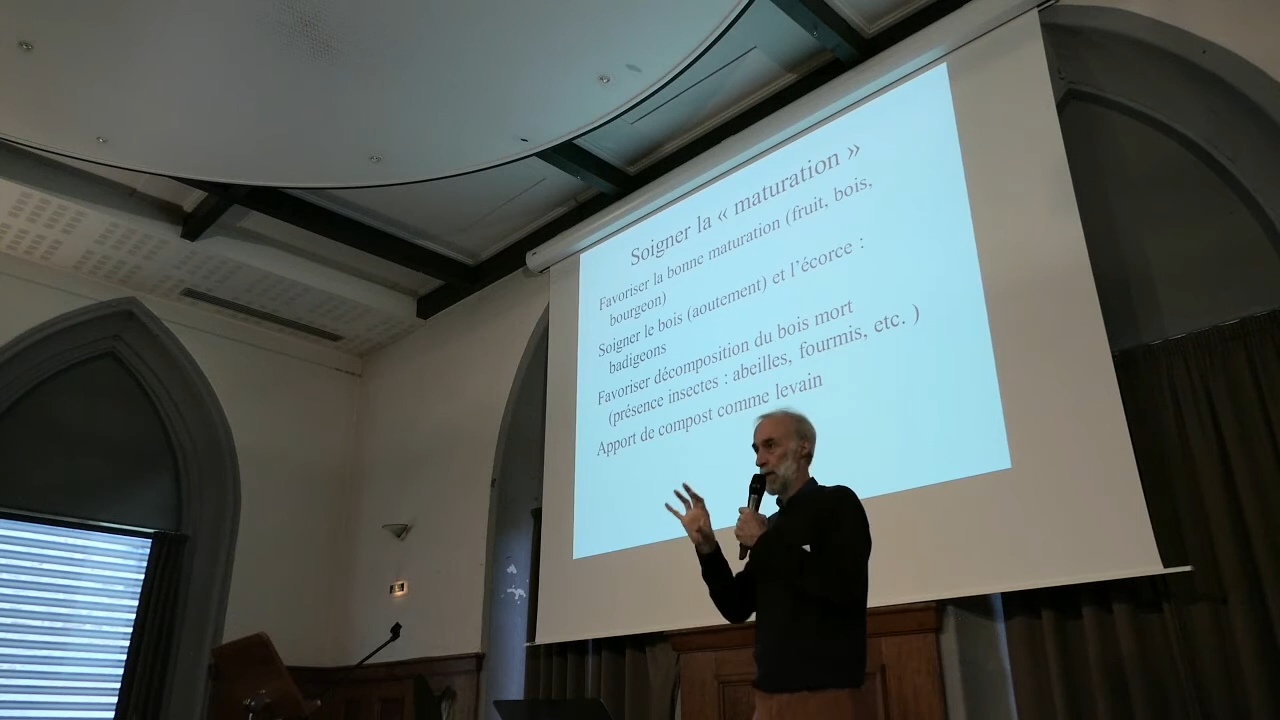 Soigner la « maturation »
Favoriser la bonne maturation (fruit, bois,
bourgeon)
Soigner le bois (aoutement) et l’écorce :
badigeons
Favoriser décomposition du bois mort
(présence insectes : abeilles, fourmis, etc. )
Apport de compost comme levain